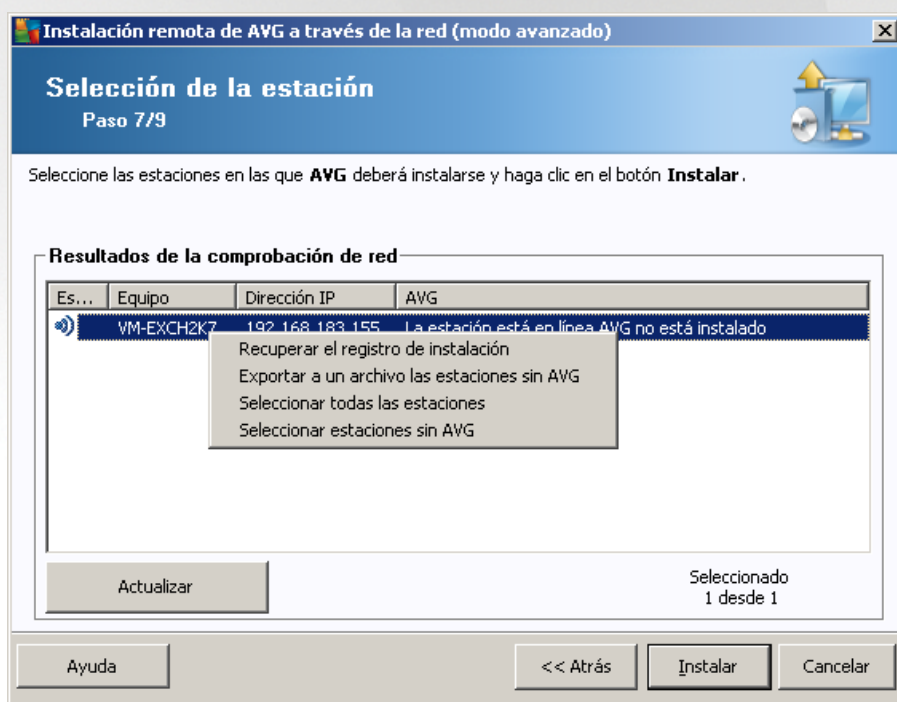 Instalación remota de AVG a través de la red (modo avanzado)
Selección de la estación
Paso 7/9
Seleccione las estaciones en las que AVG deberá instalarse y haga clic en el botón Instalar.
Resultados de la comprobación de red
Es... Equipo Dirección IP AVG
VM-EXCH2K7 192.168.183.155 La estación está en línea AVG no está instalado
Recuperar el registro de instalación
Exportar a un archivo las estaciones sin AVG
Seleccionar todas las estaciones
Seleccionar estaciones sin AVG
Actualizar
Seleccionado
1 desde 1
Ayuda
<< Atrás
Instalar
Cancelar